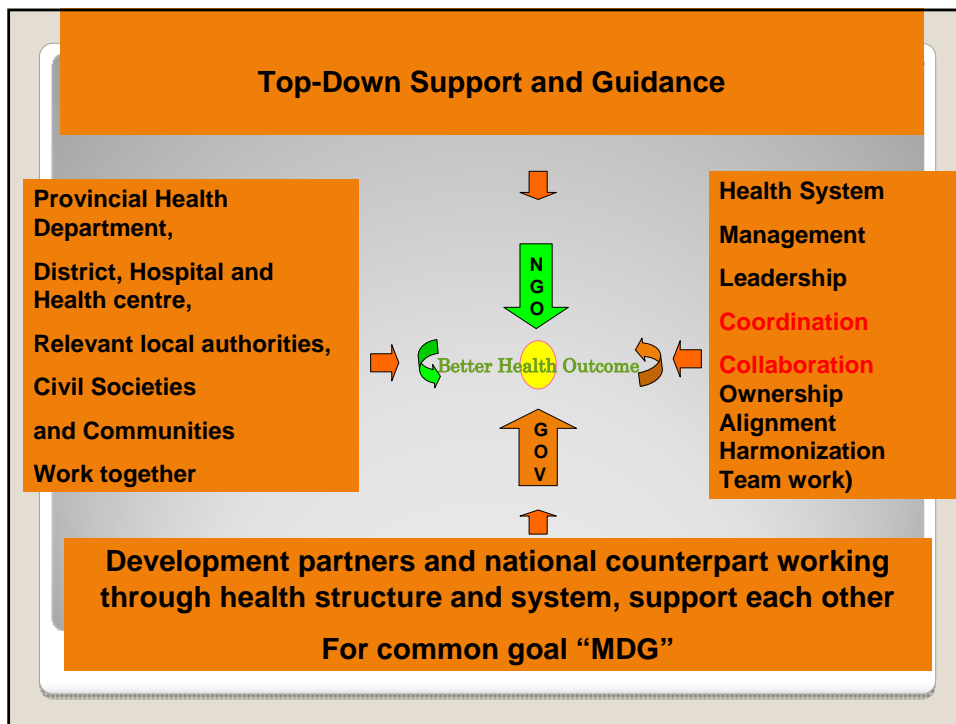 Top-Down Support and Guidance
Provincial Health
Department,
District, Hospital and
Health centre,
Relevant local authorities,
Civil Societies
and Communities
Work together
N
G
O
Better Health Outcome
G
O
V
Health System
Management
Leadership
Coordination
Collaboration
Ownership
Alignment
Harmonization
Team work)
Development partners and national counterpart working
through health structure and system, support each other
For common goal “MDG”